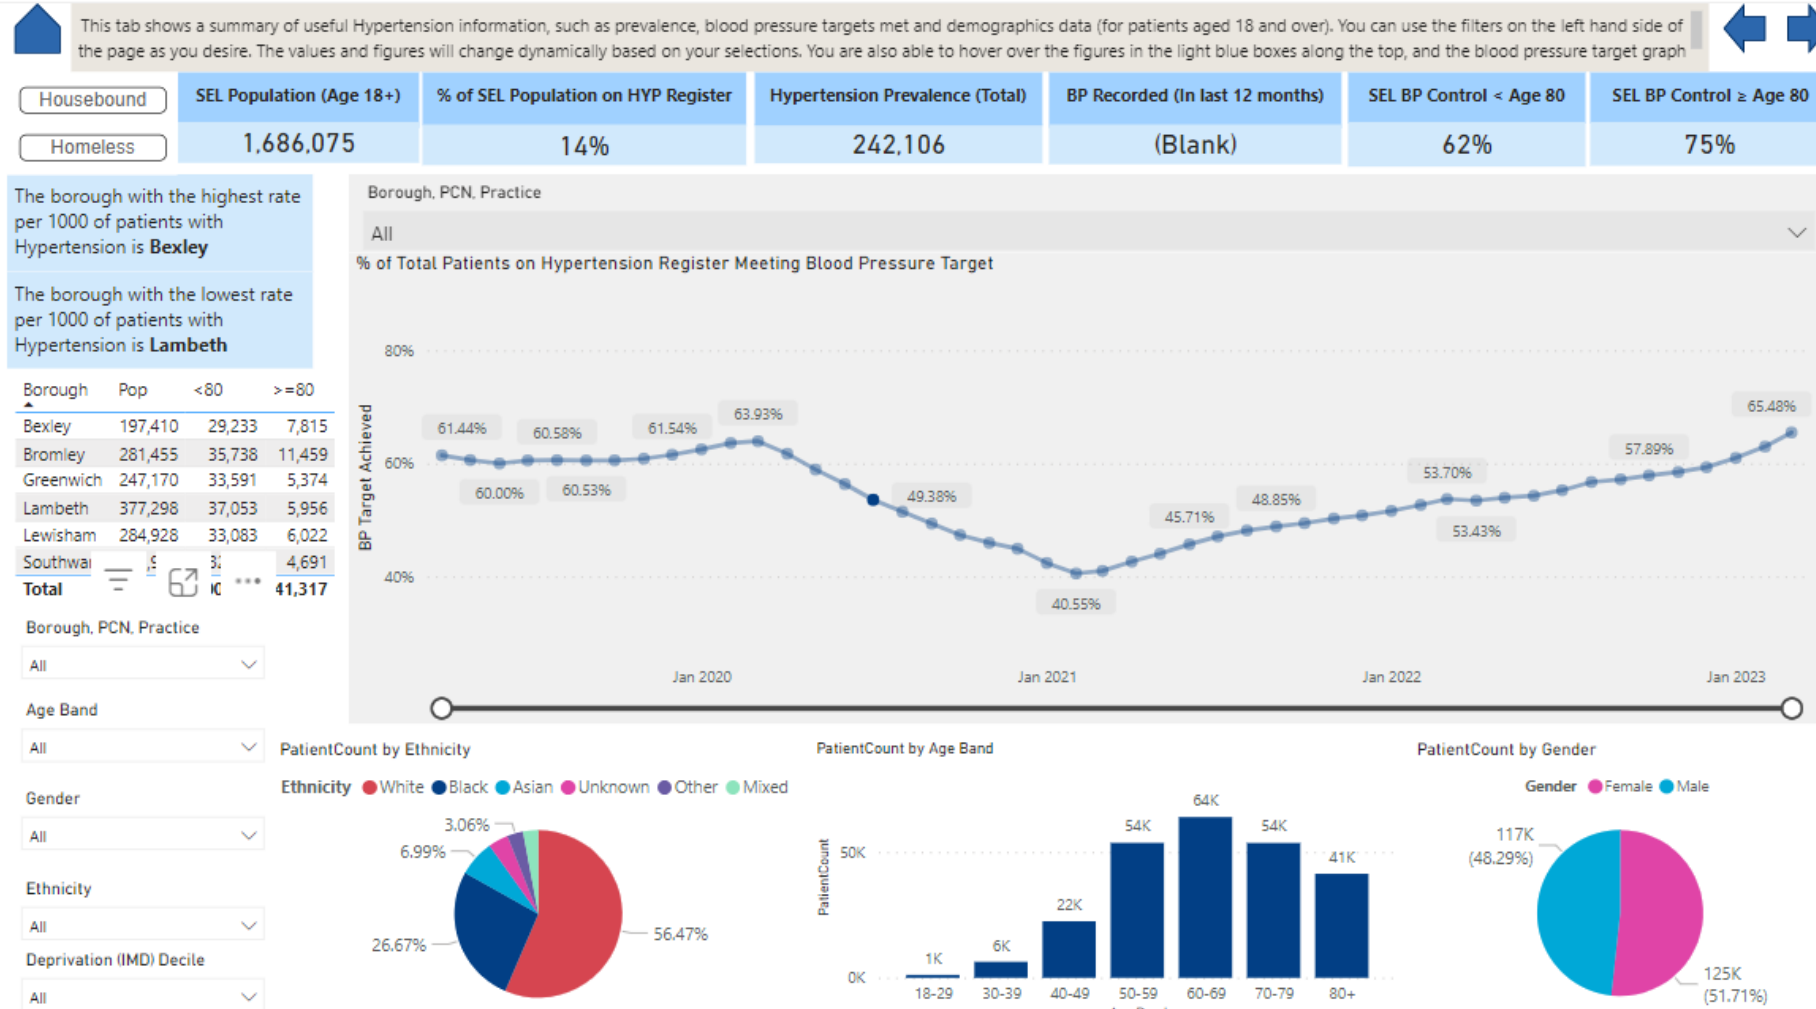 This tab shows a summary of useful Hypertension information, such as prevalence, blood pressure targets met and demographics data (for patients aged 18 and over). You can use the filters on the left hand side of
the page as you desire. The values and figures will change dynamically based on your selections. You are also able to hover over the figures in the light blue boxes along the top, and the blood pressure target graph
Housebound
Homeless
SEL Population (Age 18+)
1,686,075
% of SEL Population on HYP Register
14%
Hypertension Prevalence (Total)
242,106
BP Recorded (In last 12 months)
(Blank)
SEL BP Control < Age 80
62%
SEL BP Control ≥ Age 80
75%
The borough with the highest rate
per 1000 of patients with
Hypertension is Bexley
The borough with the lowest rate
per 1000 of patients with
Hypertension is Lambeth
Borough Pop <80 >=80
Bexley 197,410 29,233 7,815
Bromley 281,455 35,738 11,459
Greenwich 247,170 33,591 5,374
Lambeth 377,298 37,053 5,956
Lewisham 284,928 33,083 6,022
4,691
Total 41,317
Borough, PCN, Practice
All
Age Band
All
Gender
All
Ethnicity
All
Deprivation (IMD) Decile
All
Borough, PCN, Practice
All
% of Total Patients on Hypertension Register Meeting Blood Pressure Target
BP Target Achieved
80%
60%
40%
61.44%
60.00%
60.58%
60.53%
61.54%
63.93%
49.38%
40.55%
45.71%
48.85%
53.70%
53.43%
57.89%
65.48%
Jan 2020
Jan 2021
Jan 2022
Jan 2023
PatientCount by Ethnicity
Ethnicity White Black Asian Unknown Other Mixed
3.06%
6.99%
26.67%
56.47%
PatientCount by Age Band
PatientCount
50K
0K
1K
6K
22K
54K
64K
54K
41K
18-29
30-39
40-49
50-59
60-69
70-79
80+
PatientCount by Gender
Gender Female Male
117K
(48.29%)
125K
(51.71%)